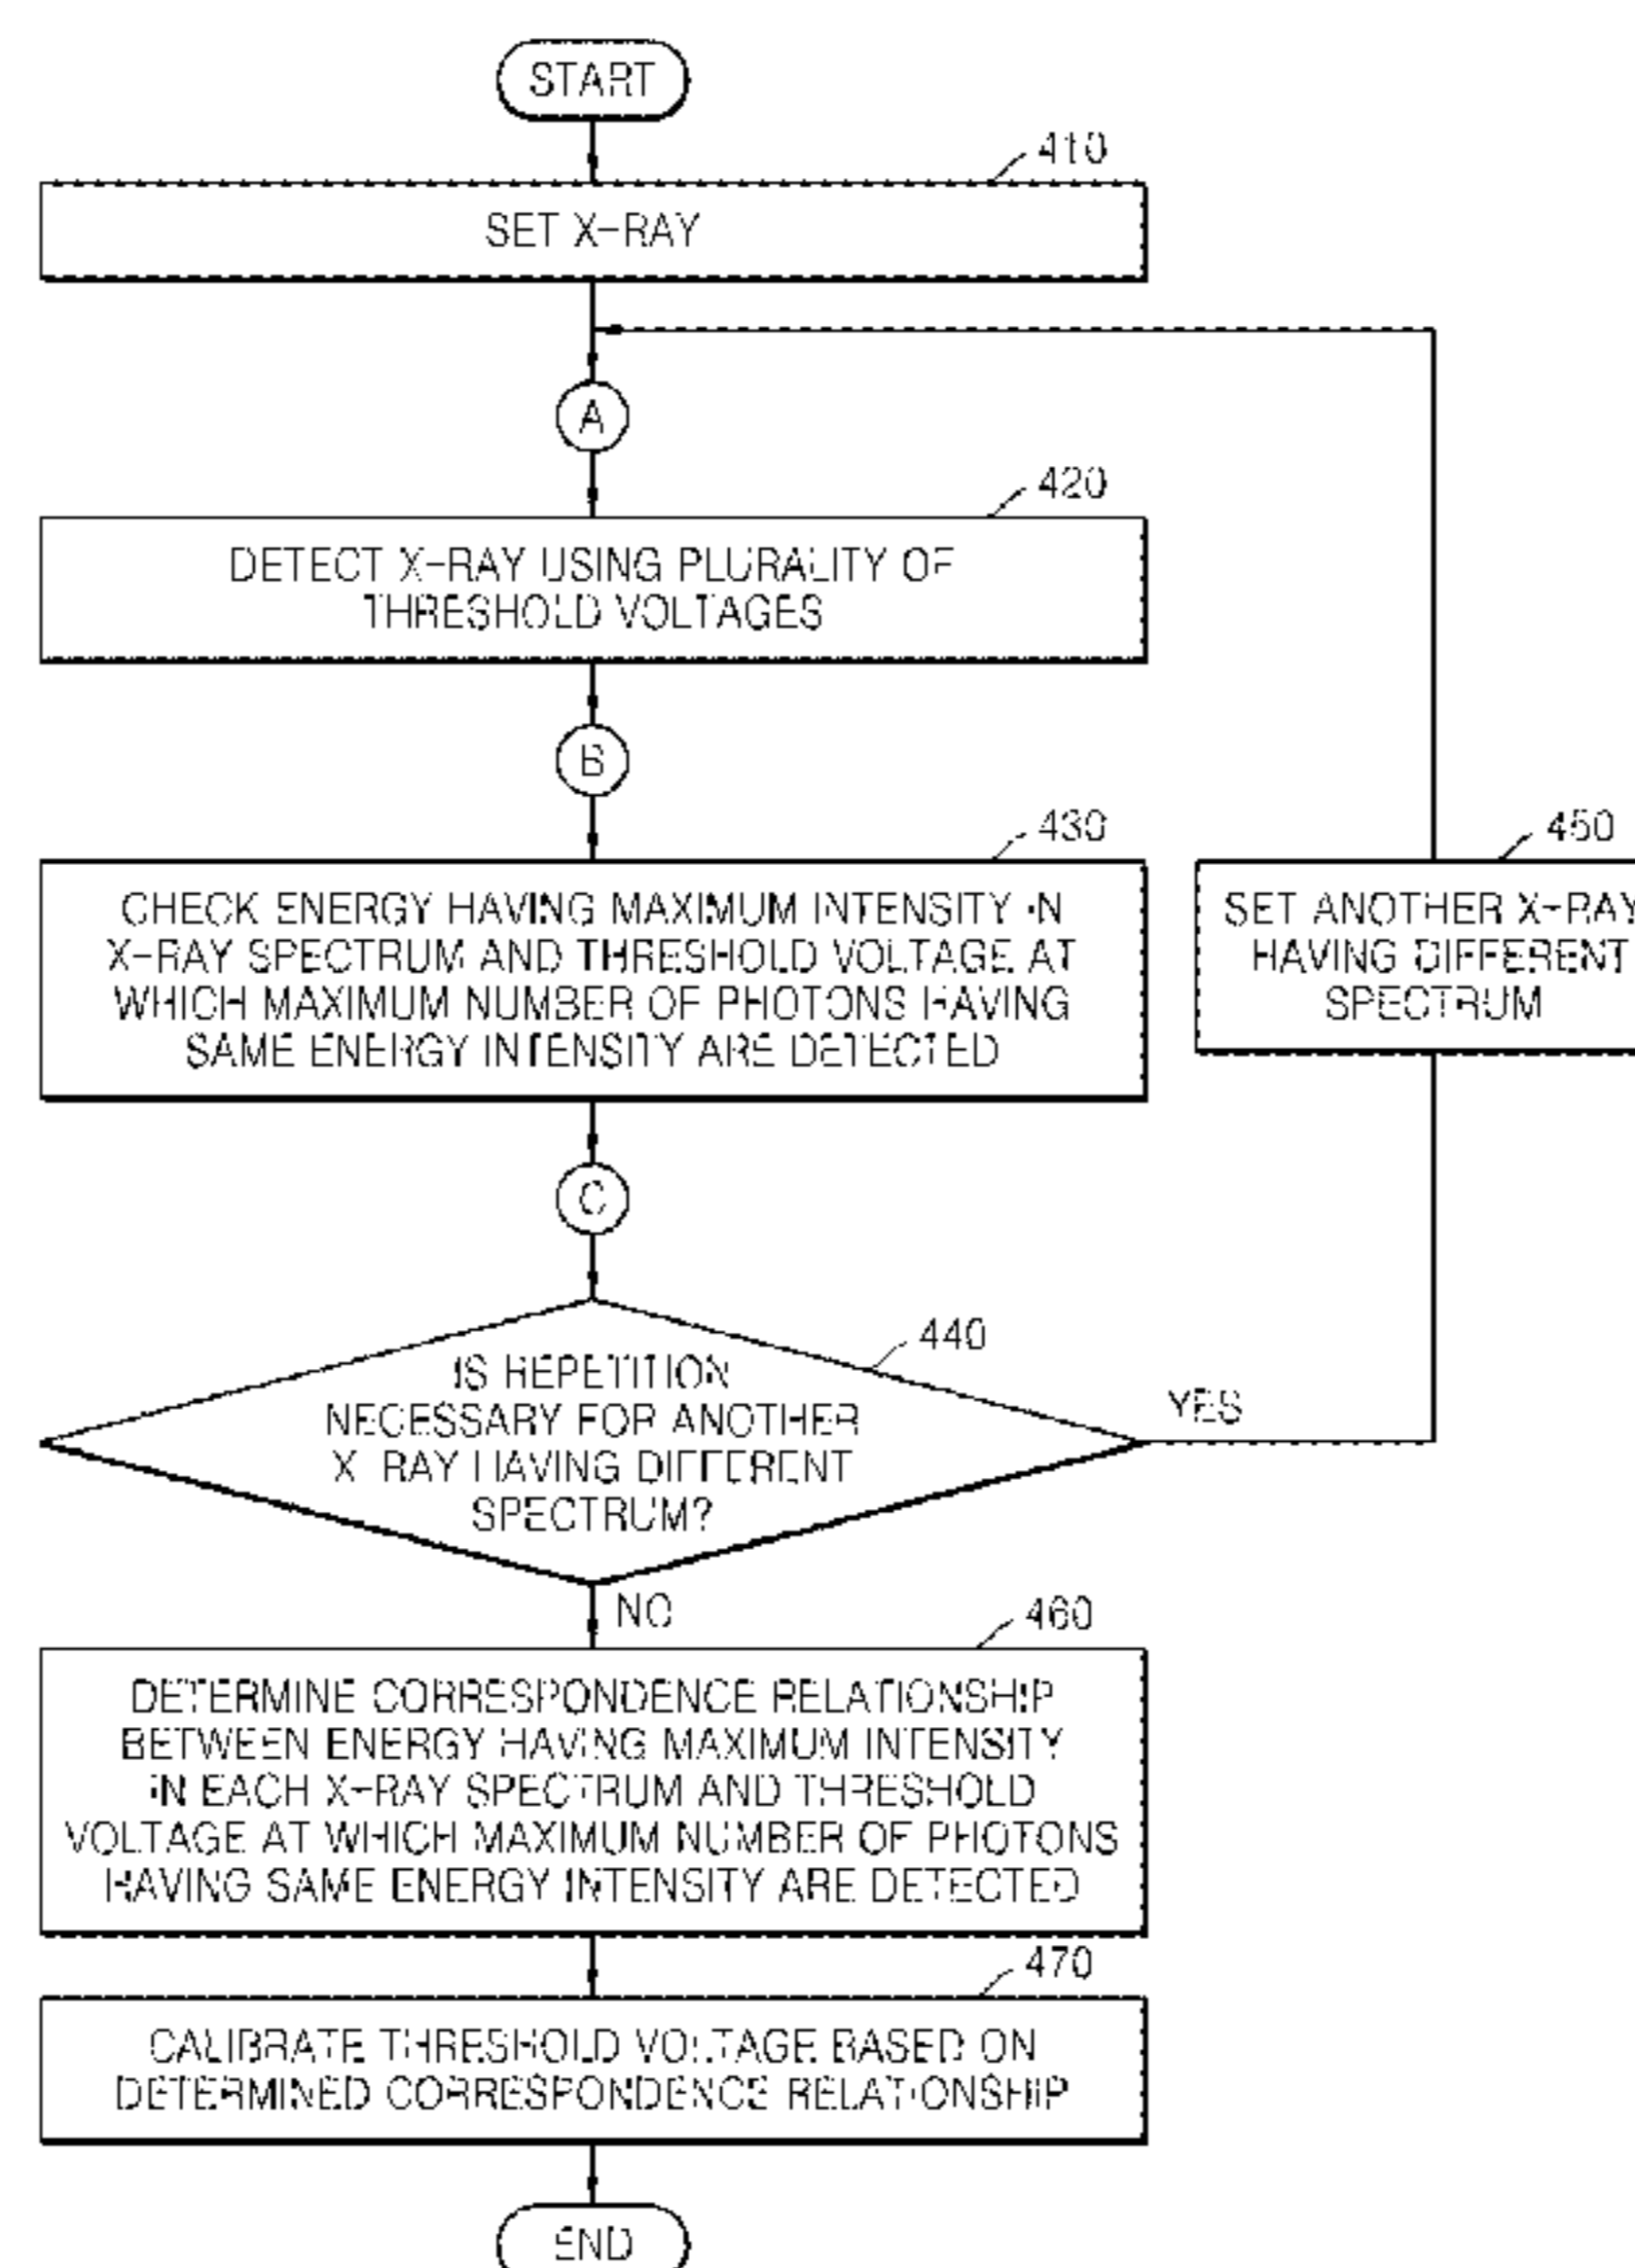 START
410
SET X-RAY
A
420
DETECT X-RAY USING PLURALITY OF
THRESHOLD VOLTAGES
B
430
CHECK ENERGY HAVING MAXIMUM INTENSITY IN
X-RAY SPECTRUM AND THRESHOLD VOLTAGE AT
WHICH MAXIMUM NUMBER OF PHOTONS HAVING
SAME ENERGY INTENSITY ARE DETECTED
450
SET ANOTHER X-RAY
HAVING DIFFERENT
SPECTRUM
C
440
IS REPETITION
NECESSARY FOR ANOTHER
X-RAY HAVING DIFFERENT
SPECTRUM?
YES
NO
460
DETERMINE CORRESPONDENCE RELATIONSHIP
BETWEEN ENERGY HAVING MAXIMUM INTENSITY
IN EACH X-RAY SPECTRUM AND THRESHOLD
VOLTAGE AT WHICH MAXIMUM NUMBER OF PHOTONS
HAVING SAME ENERGY INTENSITY ARE DETECTED
470
CALIBRATE THRESHOLD VOLTAGE BASED ON
DETERMINED CORRESPONDENCE RELATIONSHIP
END